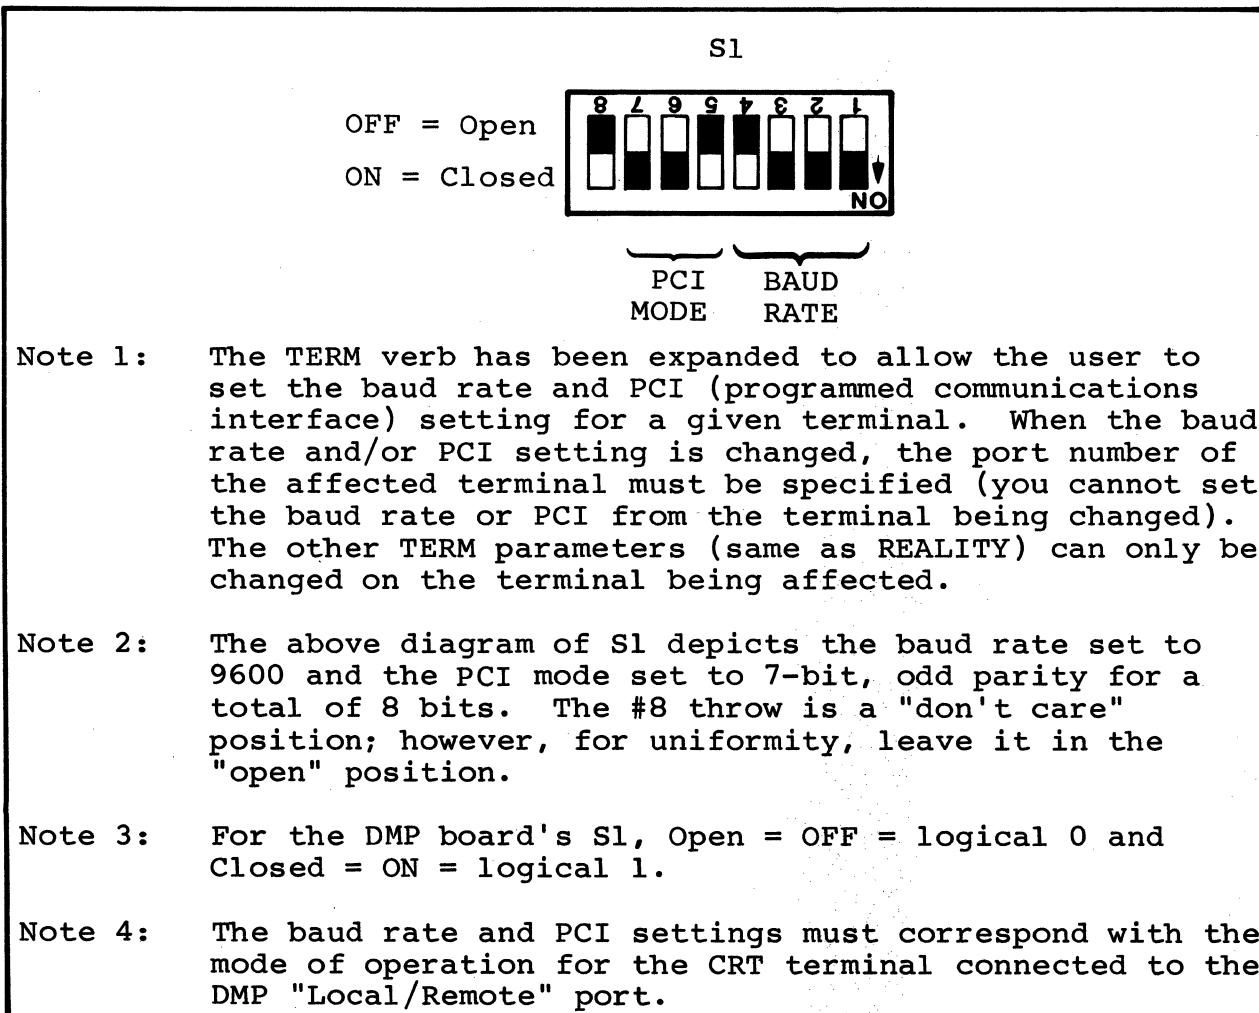 S1
8 7 6 5 4 3 2 1
OFF = Open
ON = Closed
ON
PCI BAUD
MODE RATE
Note 1: The TERM verb has been expanded to allow the user to
set the baud rate and PCI (programmed communications
interface) setting for a given terminal. When the baud
rate and/or PCI setting is changed, the port number of
the affected terminal must be specified (you cannot set
the baud rate or PCI from the terminal being changed).
The other TERM parameters (same as REALITY) can only be
changed on the terminal being affected.
Note 2: The above diagram of S1 depicts the baud rate set to
9600 and the PCI mode set to 7-bit, odd parity for a
total of 8 bits. The #8 throw is a "don't care"
position; however, for uniformity, leave it in the
"open" position.
Note 3: For the DMP board's S1, Open = OFF = logical 0 and
Closed = ON = logical 1.
Note 4: The baud rate and PCI settings must correspond with the
mode of operation for the CRT terminal connected to the
DMP "Local/Remote" port.